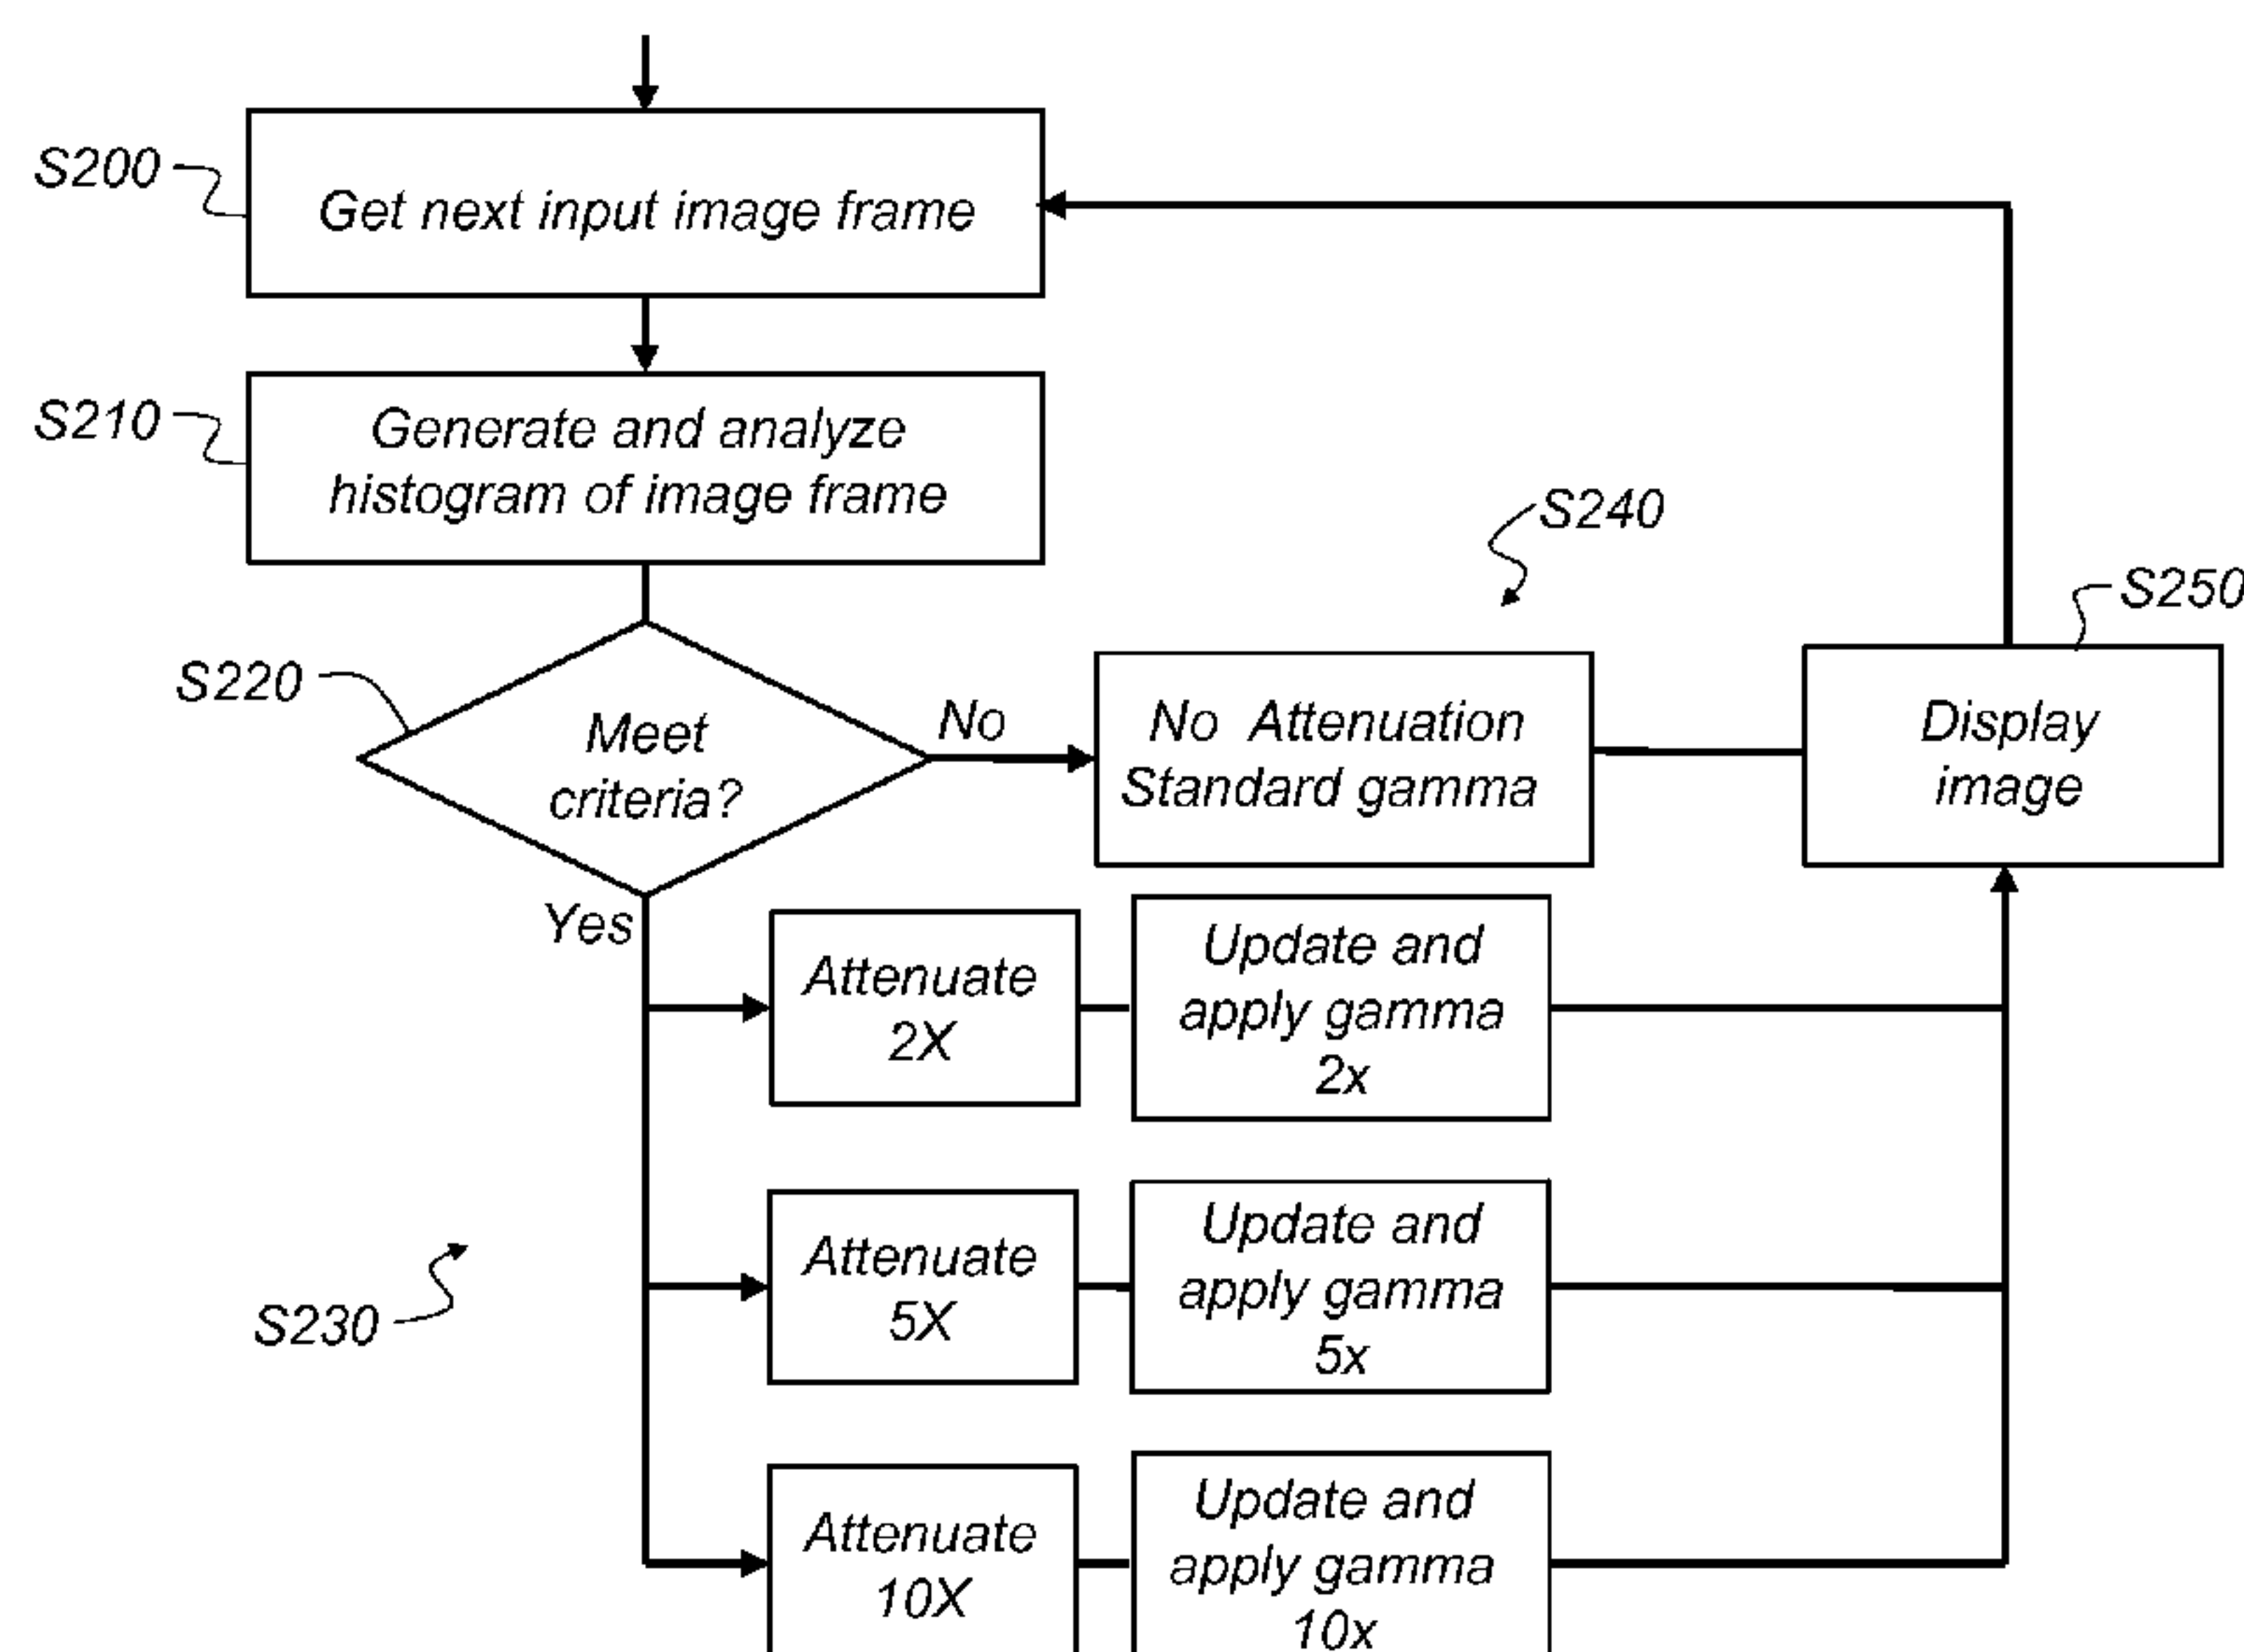 S200
Get next input image frame
S210
Generate and analyze
histogram of image frame
S240
S250
S220
Meet
criteria?
No
No Attenuation
Standard gamma
Display
image
Yes
Attenuate
2X
Update and
apply gamma
2x
Attenuate
5X
Update and
apply gamma
5x
S230
Attenuate
10X
Update and
apply gamma
10x